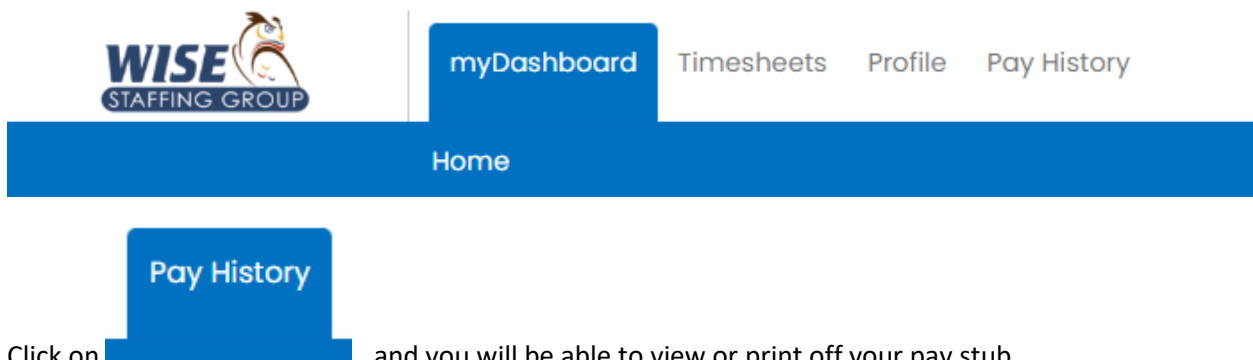 WISE
STAFFING GROUP
myDashboard Timesheets Profile Pay History
Home
Pay History
Click on and you will be able to view or print off your pay stub